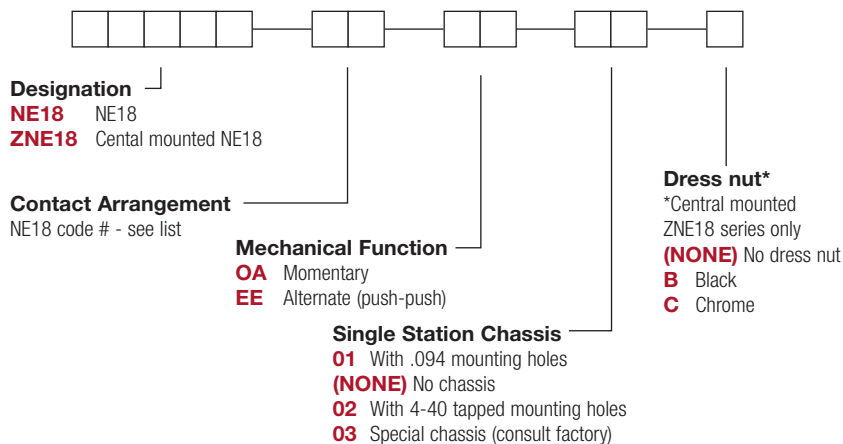 Designation
NE18 NE18
ZNE18 Cental mounted NE18
Contact Arrangement
NE18 code # - see list
Mechanical Function
OA Momentary
EE Alternate (push-push)
Single Station Chassis
01 With .094 mounting holes
(NONE) No chassis
02 With 4-40 tapped mounting holes
03 Special chassis (consult factory)
Dress nut*
*Central mounted
ZNE18 series only
(NONE) No dress nut
B Black
C Chrome